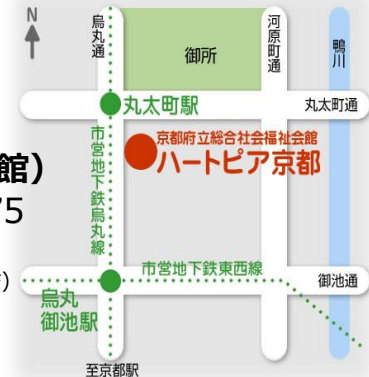 N
烏丸通
御所
河原町通
鴨川
丸太町駅
丸太町通
京都府立総合社会福祉会館
ハートピア京都
館)
75
)
市営地下鉄烏丸線
市営地下鉄東西線
御池通
烏丸
御池駅
至京都駅